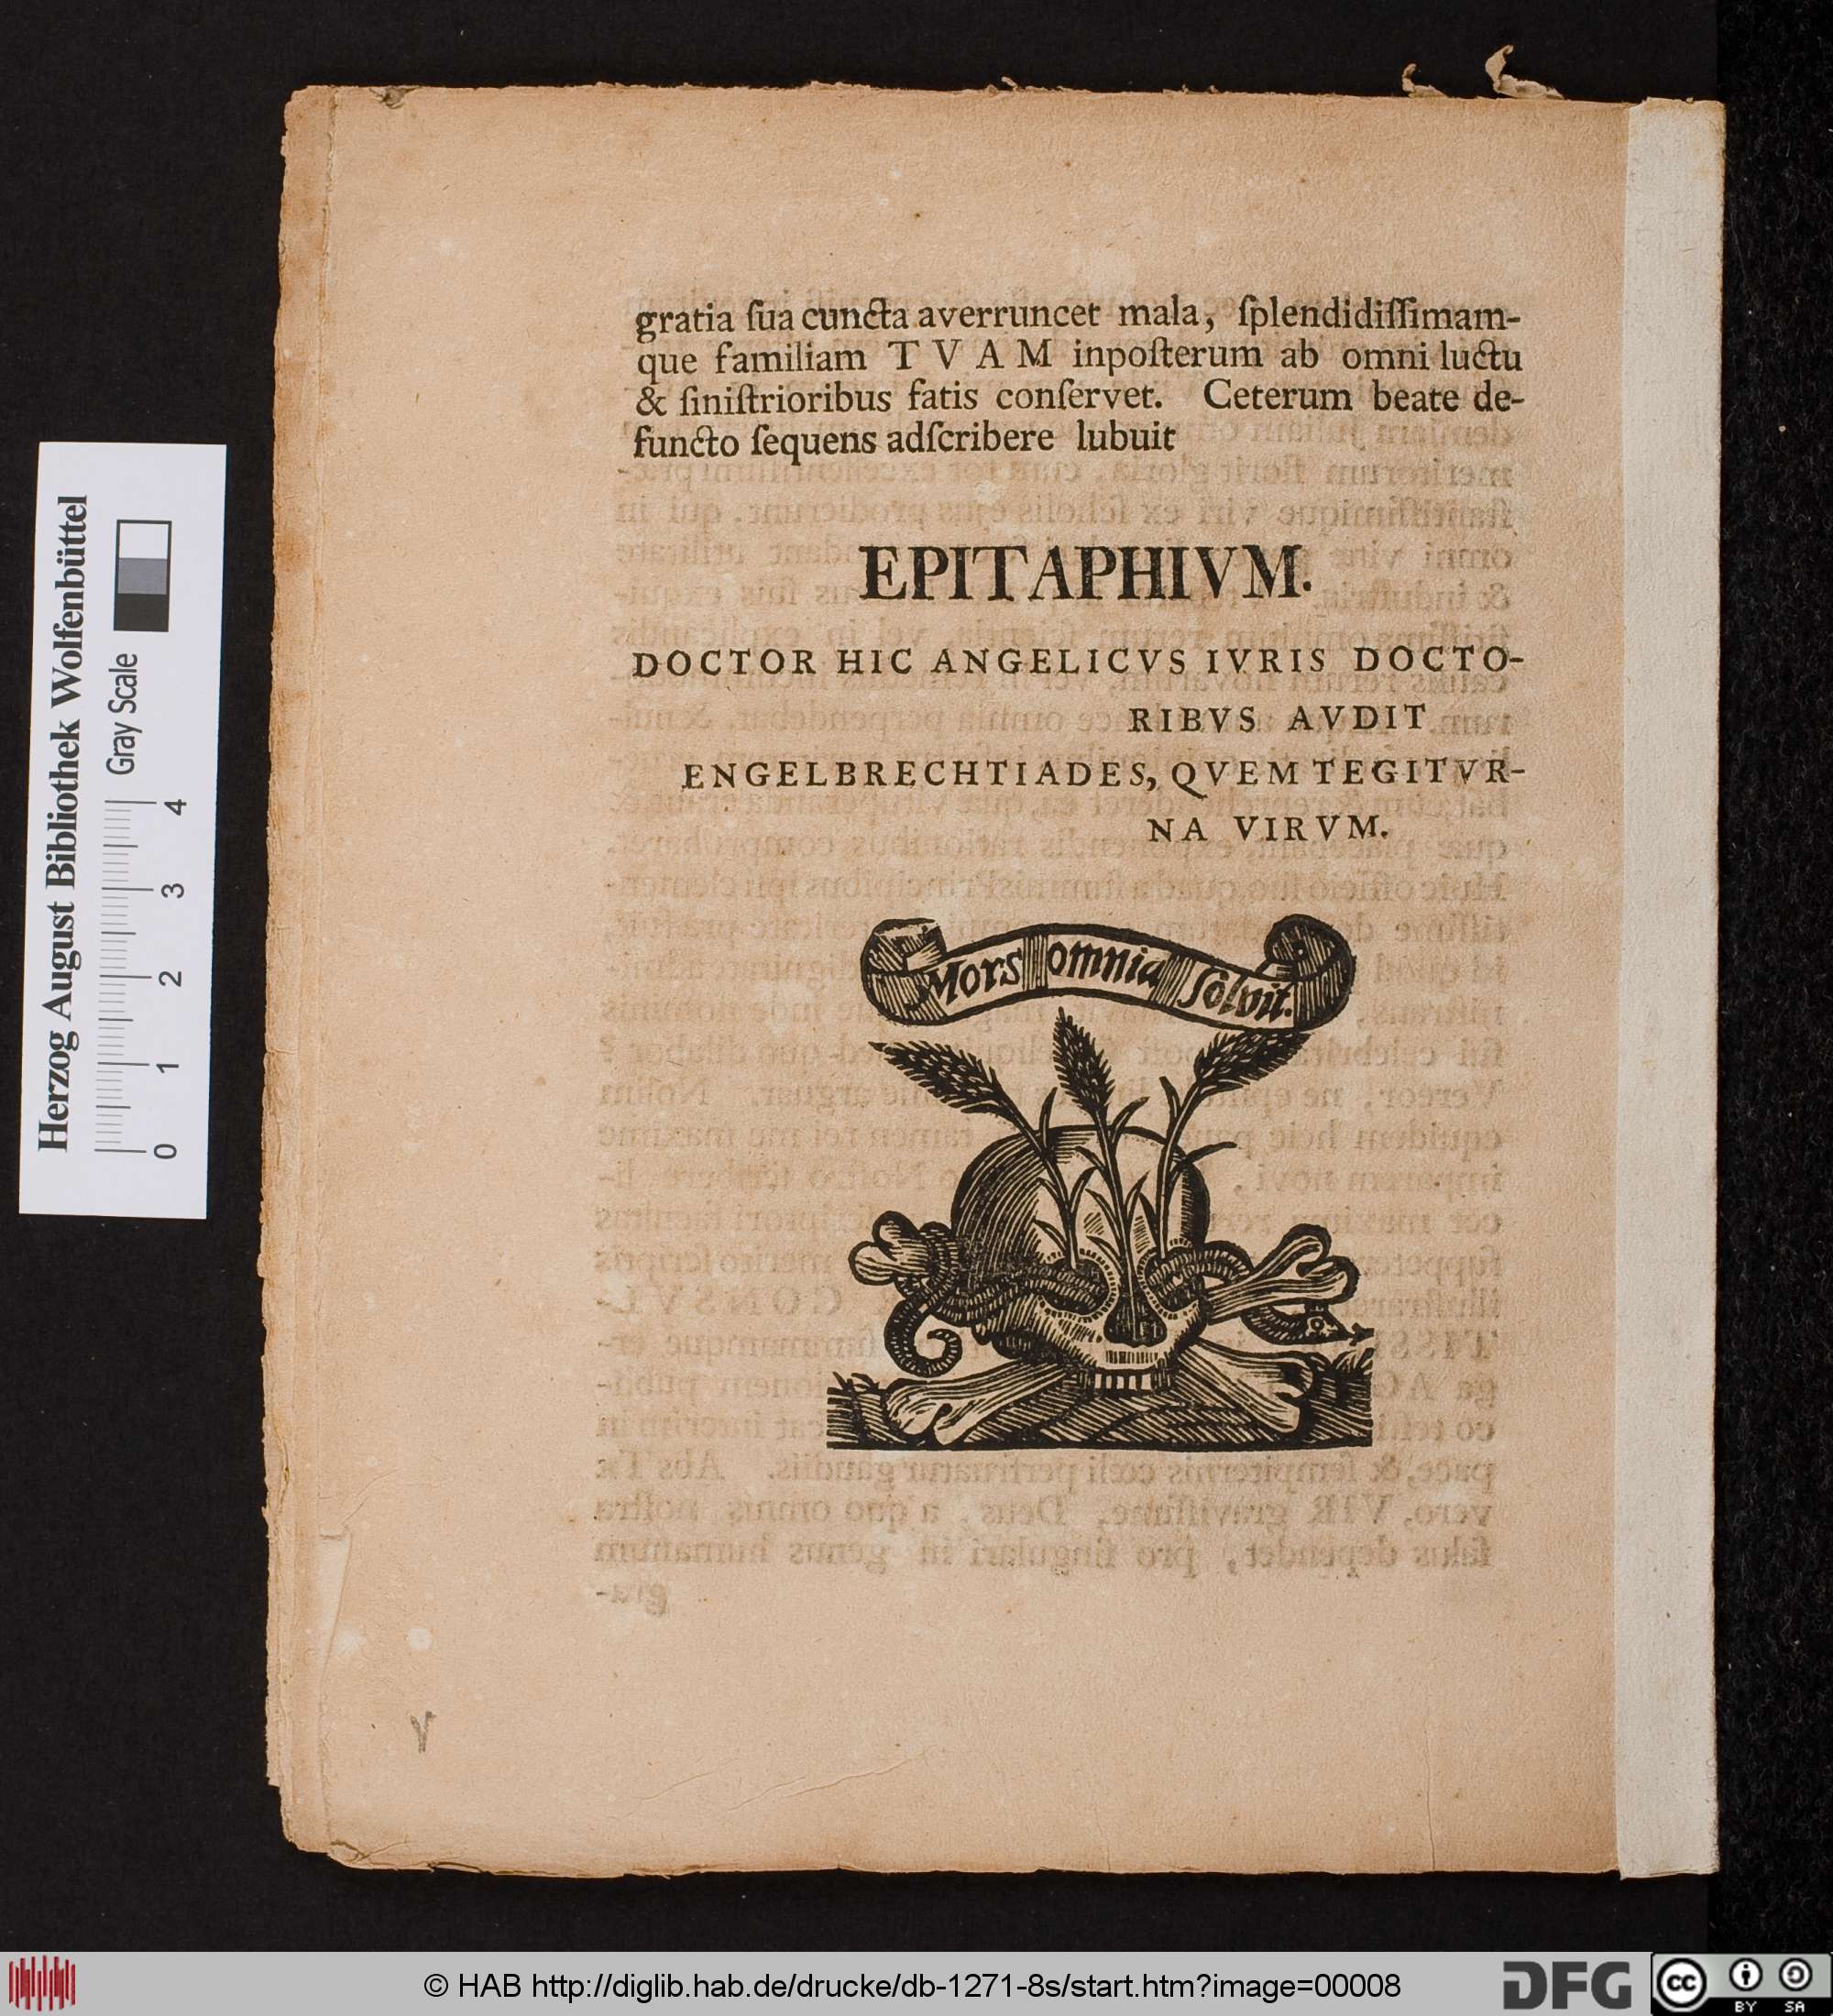 gratia ſua cuncta averruncet mala, ſplendidiſſimam-
que familiam T V A M inpoſterum ab omni luctu
& ſiniſtrioribus fatis conſervet. Ceterum beate de-
functo ſequens adſcribere lubuit
EPITAPHIVM.
DOCTOR HIC ANGELICVS IVRIS DOCTO-
RIBVS AVDIT
ENGELBRECHTIADES, QVEM TEGIT VR-
NA VIRVM.
Mors omnia ſolvit.
Herzog August Bibliothek Wolfenbüttel
Gray Scale
0 1 2 3 4
© HAB http://diglib.hab.de/drucke/db-1271-8s/start.htm?image=00008
DFG
cc BY SA